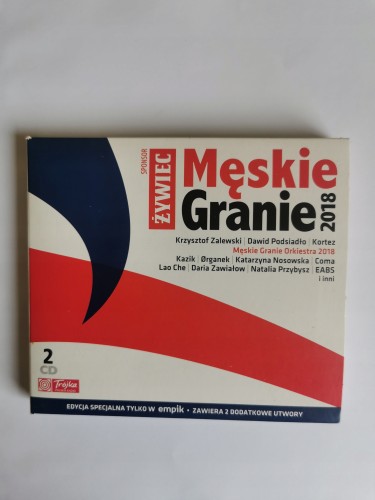 SPONSOR
ŻYWIEC
Męskie
Granie 2018
Krzysztof Zalewski | Dawid Podsiadło | Kortez
Męskie Granie Orkiestra 2018
Kazik | Ørganek | Katarzyna Nosowska | Coma
Lao Che | Daria Zawiałow | Natalia Przybysz | EABS
i inni
2
CD
Trójka
EDYCJA SPECJALNA TYLKO W empik • ZAWIERA 2 DODATKOWE UTWORY